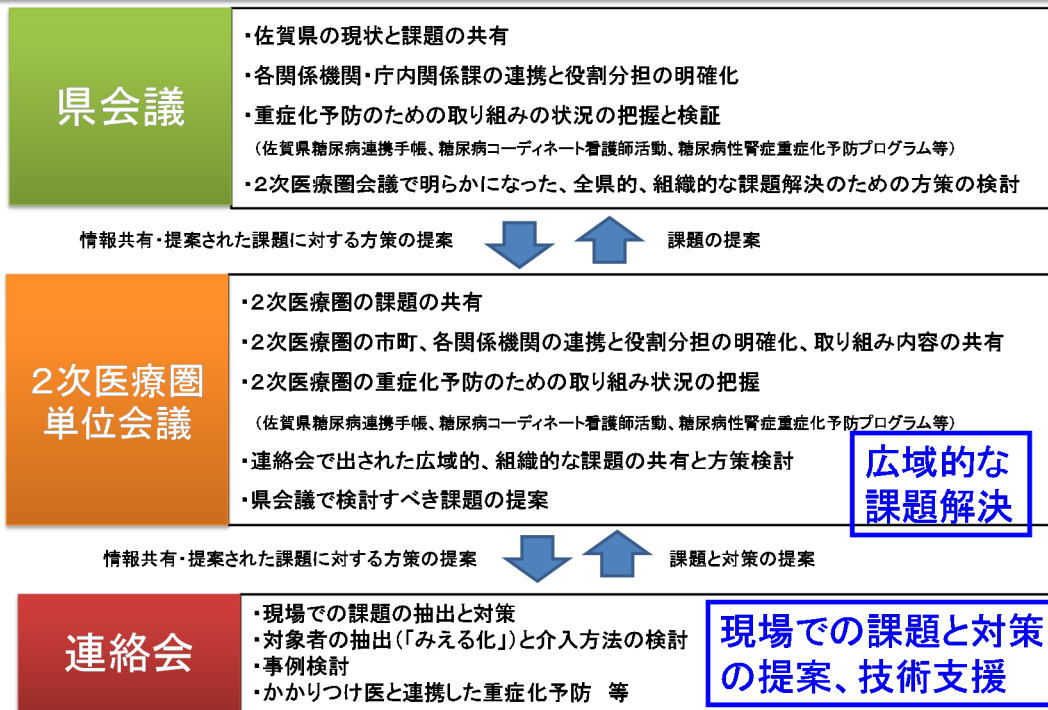 県会議
・佐賀県の現状と課題の共有
・各関係機関・庁内関係課の連携と役割分担の明確化
・重症化予防のための取り組みの状況の把握と検証
（佐賀県糖尿病連携手帳、糖尿病コーディネート看護師活動、糖尿病性腎症重症化予防プログラム等）
・２次医療圏会議で明らかになった、全県的、組織的な課題解決のための方策の検討
情報共有・提案された課題に対する方策の提案
課題の提案
２次医療圏
単位会議
・２次医療圏の課題の共有
・２次医療圏の市町、各関係機関の連携と役割分担の明確化、取り組み内容の共有
・２次医療圏の重症化予防のための取り組み状況の把握
（佐賀県糖尿病連携手帳、糖尿病コーディネート看護師活動、糖尿病性腎症重症化予防プログラム等）
・連絡会で出された広域的、組織的な課題の共有と方策検討
・県会議で検討すべき課題の提案
広域的な
課題解決
情報共有・提案された課題に対する方策の提案
課題と対策の提案
連絡会
・現場での課題の抽出と対策
・対象者の抽出（「みえる化」）と介入方法の検討
・事例検討
・かかりつけ医と連携した重症化予防　等
現場での課題と対策
の提案、技術支援